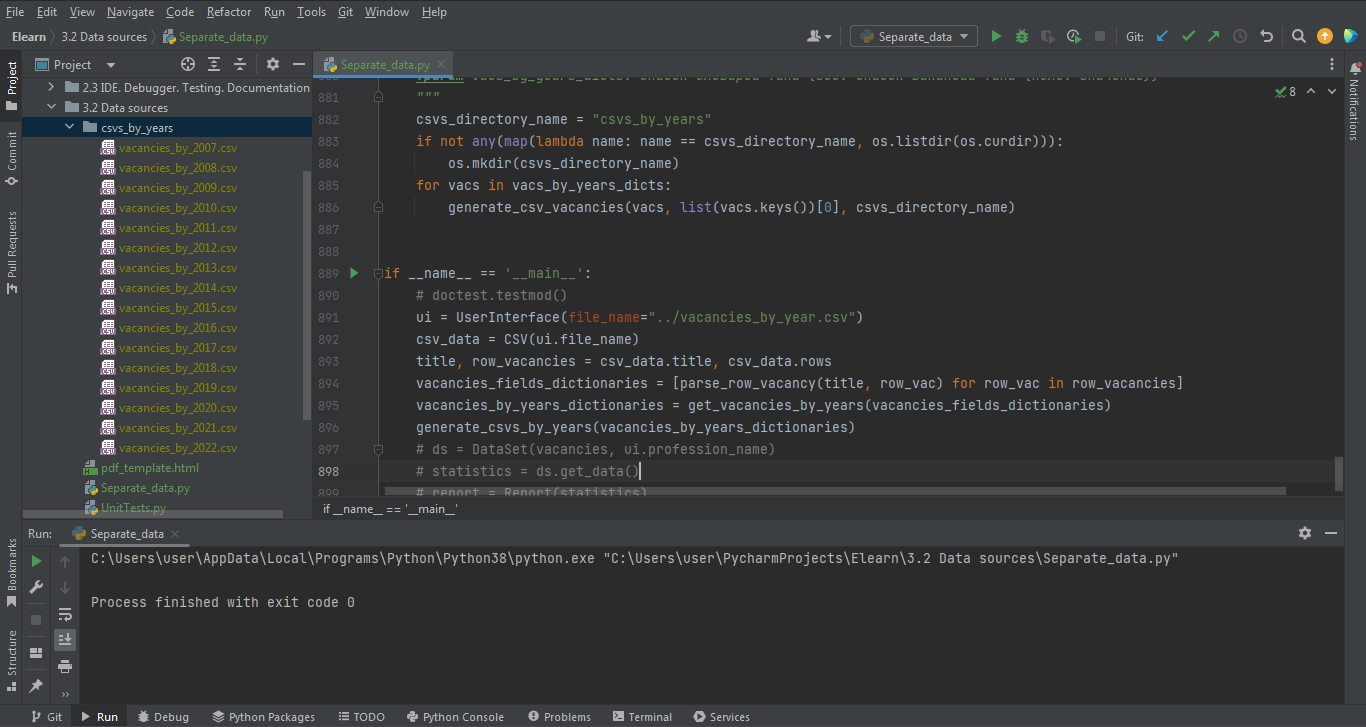 File Edit View Navigate Code Refactor Run Tools Git Window Help
Elearn 3.2 Data sources Separate_data.py Separate_data Git:
Project Separate_data.py
2.3 IDE. Debugger. Testing. Documentation
3.2 Data sources
csvs_by_years
vacancies_by_2007.csv
vacancies_by_2008.csv
vacancies_by_2009.csv
vacancies_by_2010.csv
vacancies_by_2011.csv
vacancies_by_2012.csv
vacancies_by_2013.csv
vacancies_by_2014.csv
vacancies_by_2015.csv
vacancies_by_2016.csv
vacancies_by_2017.csv
vacancies_by_2018.csv
vacancies_by_2019.csv
vacancies_by_2020.csv
vacancies_by_2021.csv
vacancies_by_2022.csv
pdf_template.html
Separate_data.py
UnitTests.py
Project
Commit
Pull Requests
Bookmarks
Structure
Notifications
8
881 """
882 csvs_directory_name = "csvs_by_years"
883 if not any(map(lambda name: name == csvs_directory_name, os.listdir(os.curdir))):
884 os.mkdir(csvs_directory_name)
885 for vacs in vacs_by_years_dicts:
886 generate_csv_vacancies(vacs, list(vacs.keys())[0], csvs_directory_name)
887
888
889 if __name__ == '__main__':
890 # doctest.testmod()
891 ui = UserInterface(file_name="../vacancies_by_year.csv")
892 csv_data = CSV(ui.file_name)
893 title, row_vacancies = csv_data.title, csv_data.rows
894 vacancies_fields_dictionaries = [parse_row_vacancy(title, row_vac) for row_vac in row_vacancies]
895 vacancies_by_years_dictionaries = get_vacancies_by_years(vacancies_fields_dictionaries)
896 generate_csvs_by_years(vacancies_by_years_dictionaries)
897 # ds = DataSet(vacancies, ui.profession_name)
898 # statistics = ds.get_data()
899 # report = Report(statistics)
if __name__ == '__main__'
Run: Separate_data
C:\Users\user\AppData\Local\Programs\Python\Python38\python.exe "C:\Users\user\PycharmProjects\Elearn\3.2 Data sources\Separate_data.py"
Process finished with exit code 0
Git Run Debug Python Packages TODO Python Console Problems Terminal Services